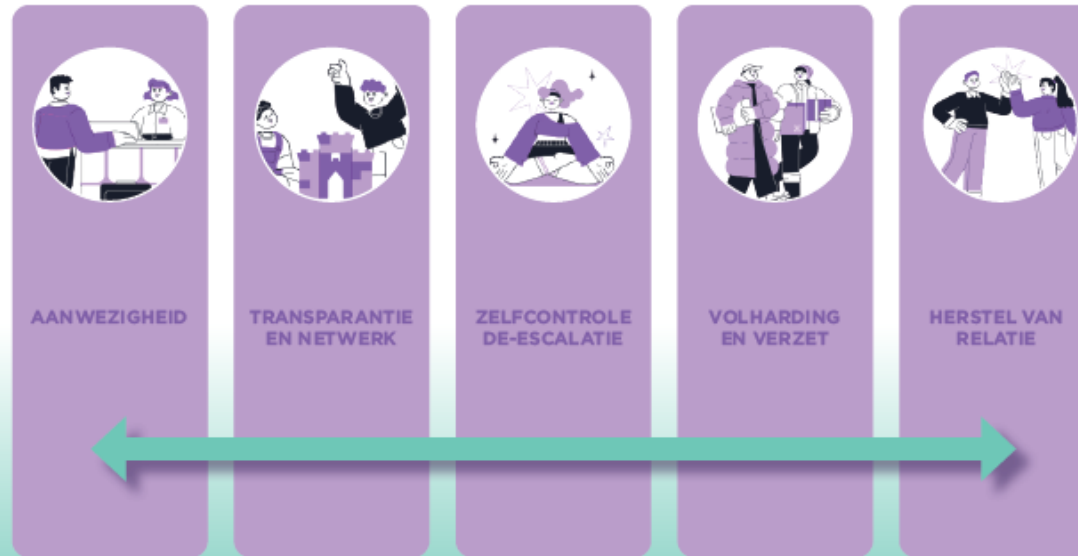 AANWEZIGHEID
TRANSPARANTIE
EN NETWERK
ZELFCONTROLE
DE-ESCALATIE
VOLHARDING
EN VERZET
HERSTEL VAN
RELATIE